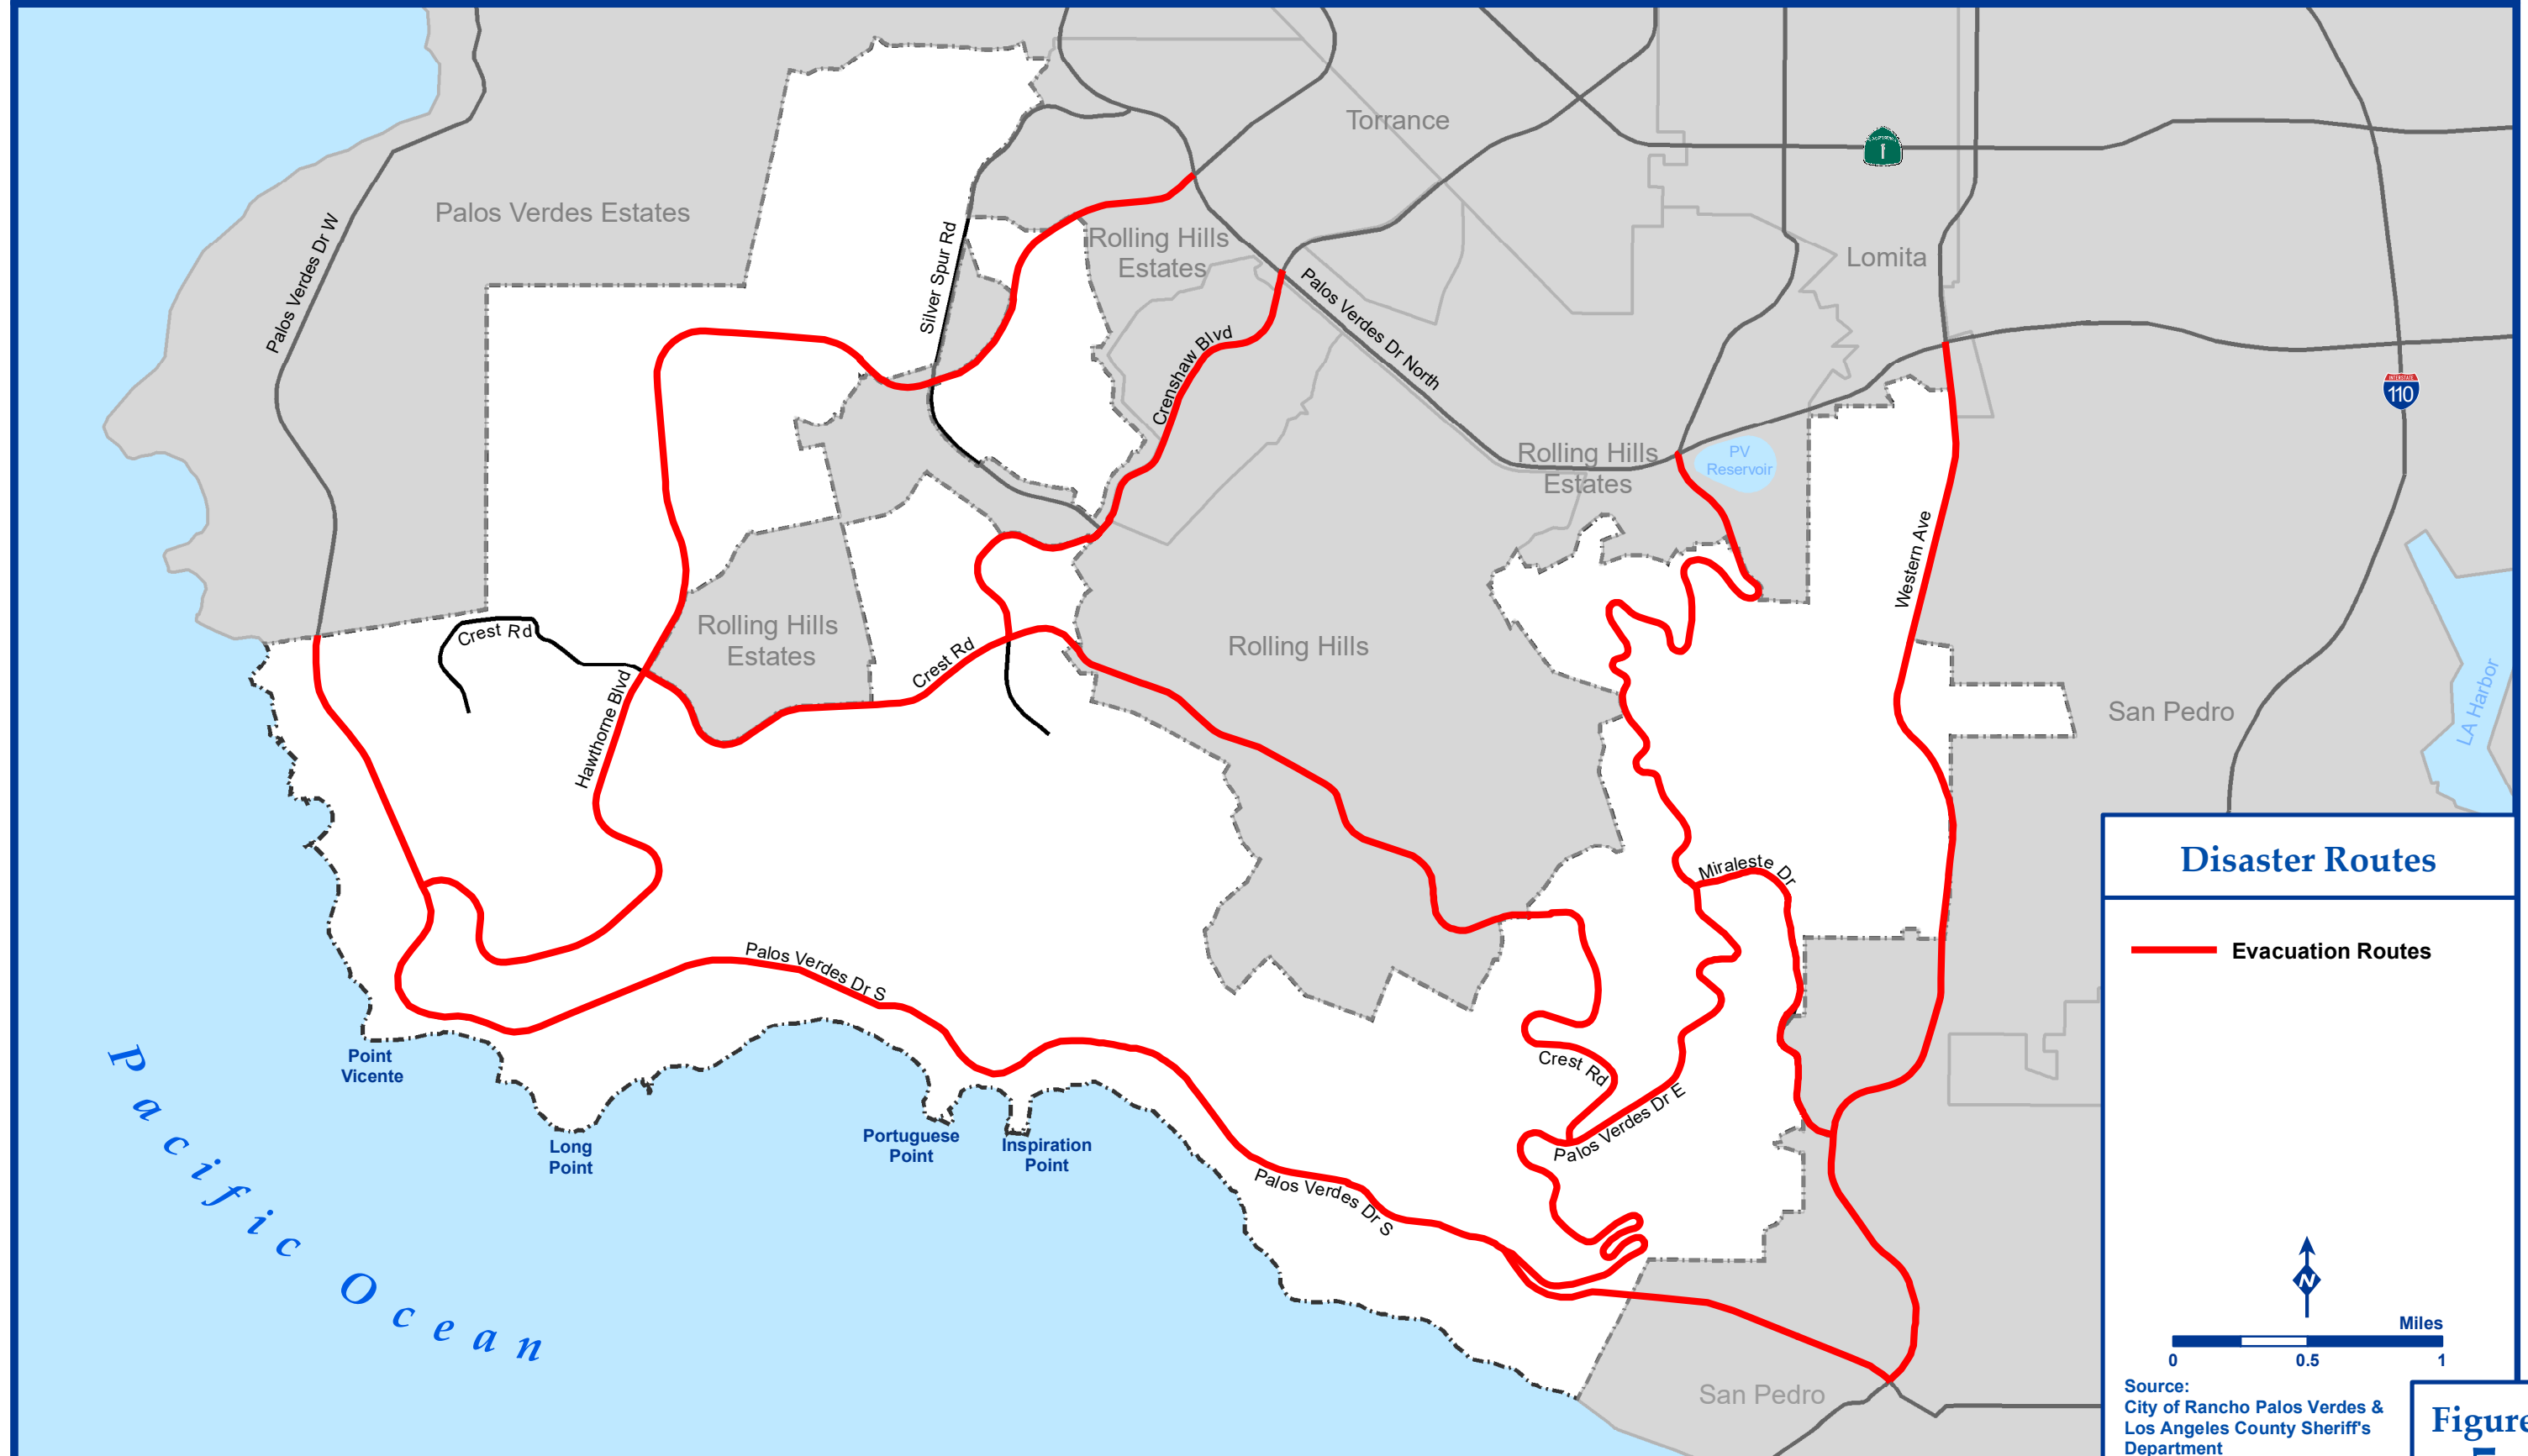 Torrance
1
Palos Verdes Estates
Palos Verdes Dr W
Silver Spur Rd
Rolling Hills
Estates
Lomita
Palos Verdes Dr North
Crenshaw Blvd
110
Rolling Hills
Estates
PV
Reservoir
Western Ave
Crest Rd
Rolling Hills
Estates
Crest Rd
Rolling Hills
Hawthorne Blvd
San Pedro
LA Harbor
Miraleste Dr
Palos Verdes Dr S
Crest Rd
Palos Verdes Dr E
Palos Verdes Dr S
Point
Vicente
Long
Point
Portuguese
Point
Inspiration
Point
Pacific Ocean
San Pedro
Disaster Routes
Evacuation Routes
N
Miles
0 0.5 1
Source:
City of Rancho Palos Verdes &
Los Angeles County Sheriff's
Department
Figure